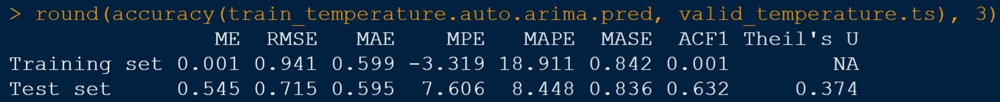 > round(accuracy(train_temperature.auto.arima.pred, valid_temperature.ts), 3)
ME RMSE MAE MPE MAPE MASE ACF1 Theil's U
Training set 0.001 0.941 0.599 -3.319 18.911 0.842 0.001 NA
Test set 0.545 0.715 0.595 7.606 8.448 0.836 0.632 0.374